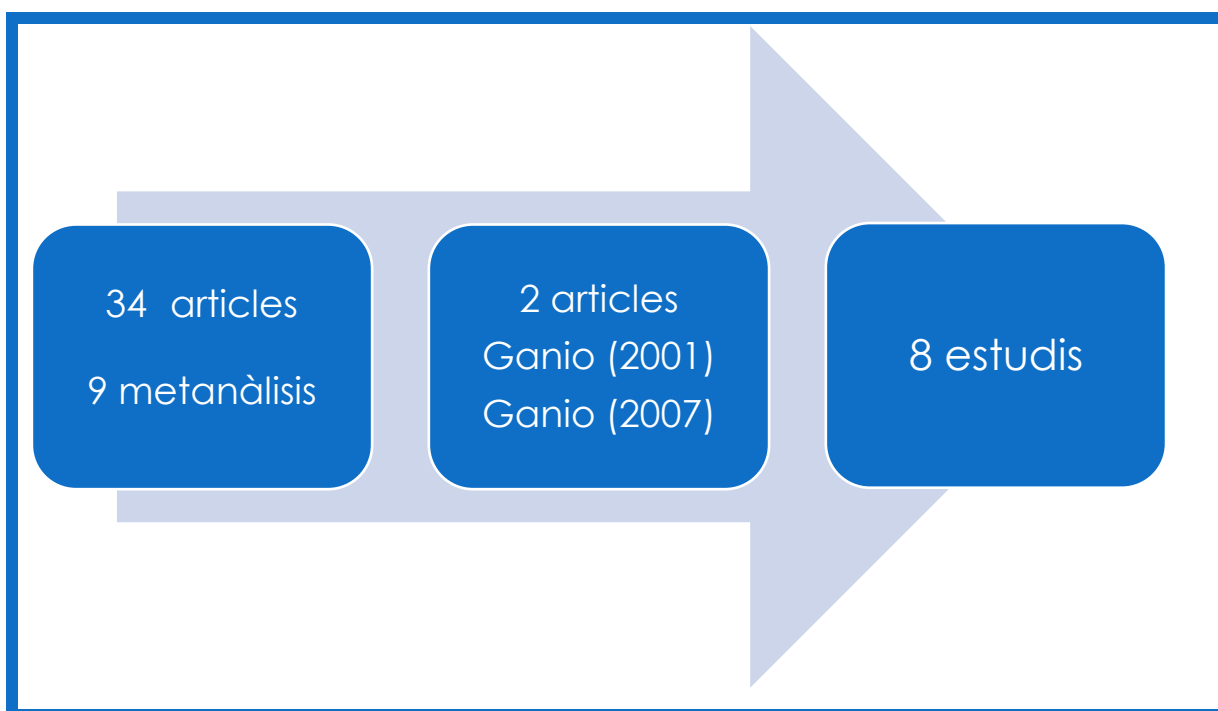 34 articles
9 metanàlisis
2 articles
Ganio (2001)
Ganio (2007)
8 estudis